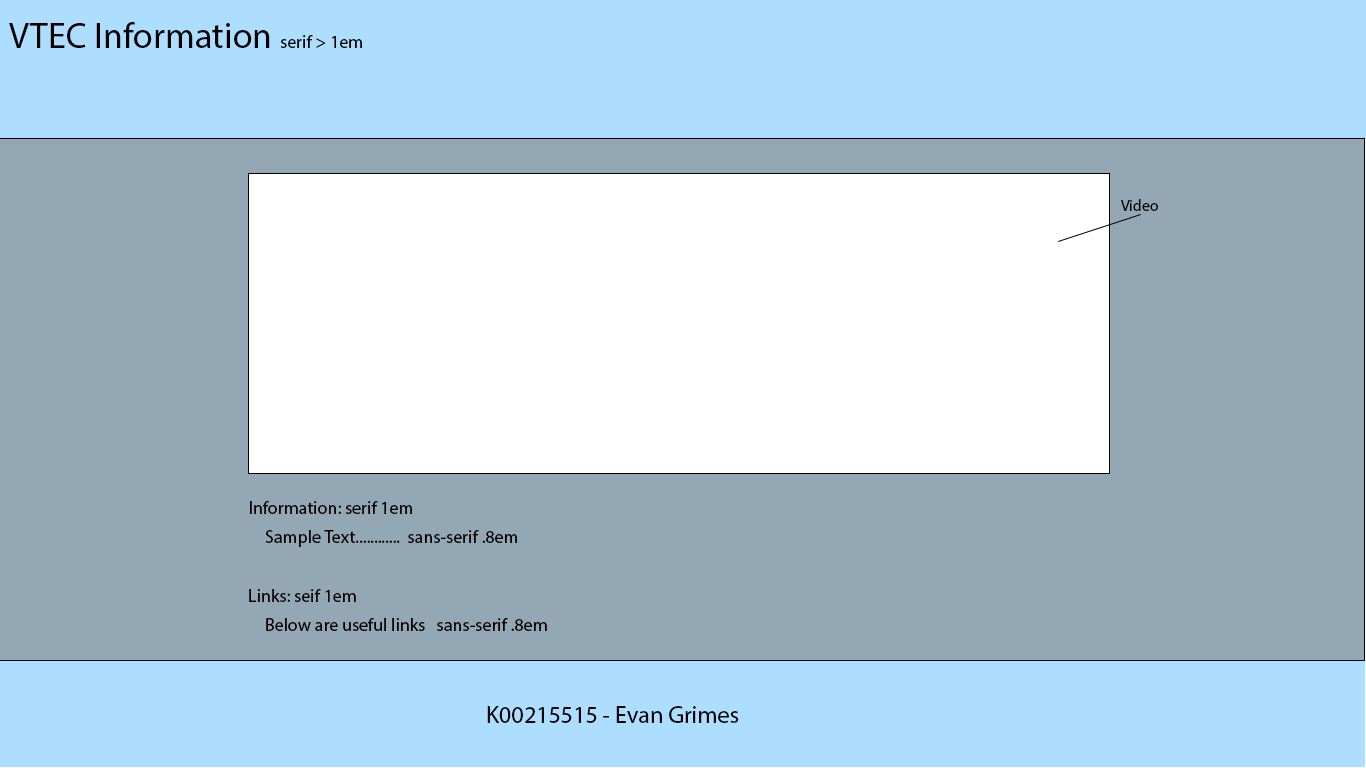 VTEC Information serif > 1em
Video
Information: serif 1em
Sample Text............ sans-serif .8em
Links: seif 1em
Below are useful links sans-serif .8em
K00215515 - Evan Grimes